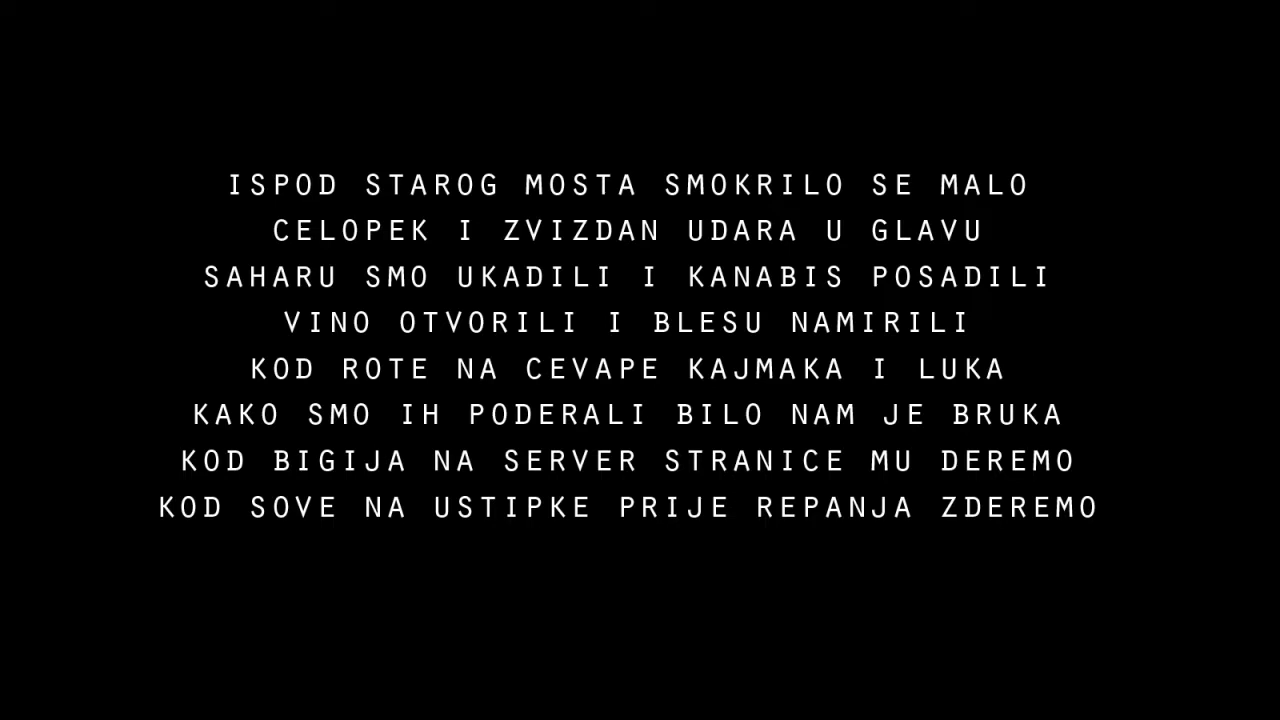 ISPOD STAROG MOSTA SMOKRILO SE MALO
CELOPEK I ZVIZDAN UDARA U GLAVU
SAHARU SMO UKADILI I KANABIS POSADILI
VINO OTVORILI I BLESU NAMIRILI
KOD ROTE NA CEVAPE KAJMAKA I LUKA
KAKO SMO IH PODERALI BILO NAM JE BRUKA
KOD BIGIJA NA SERVER STRANICE MU DEREMO
KOD SOVE NA USTIPKE PRIJE REPANJA ZDEREMO